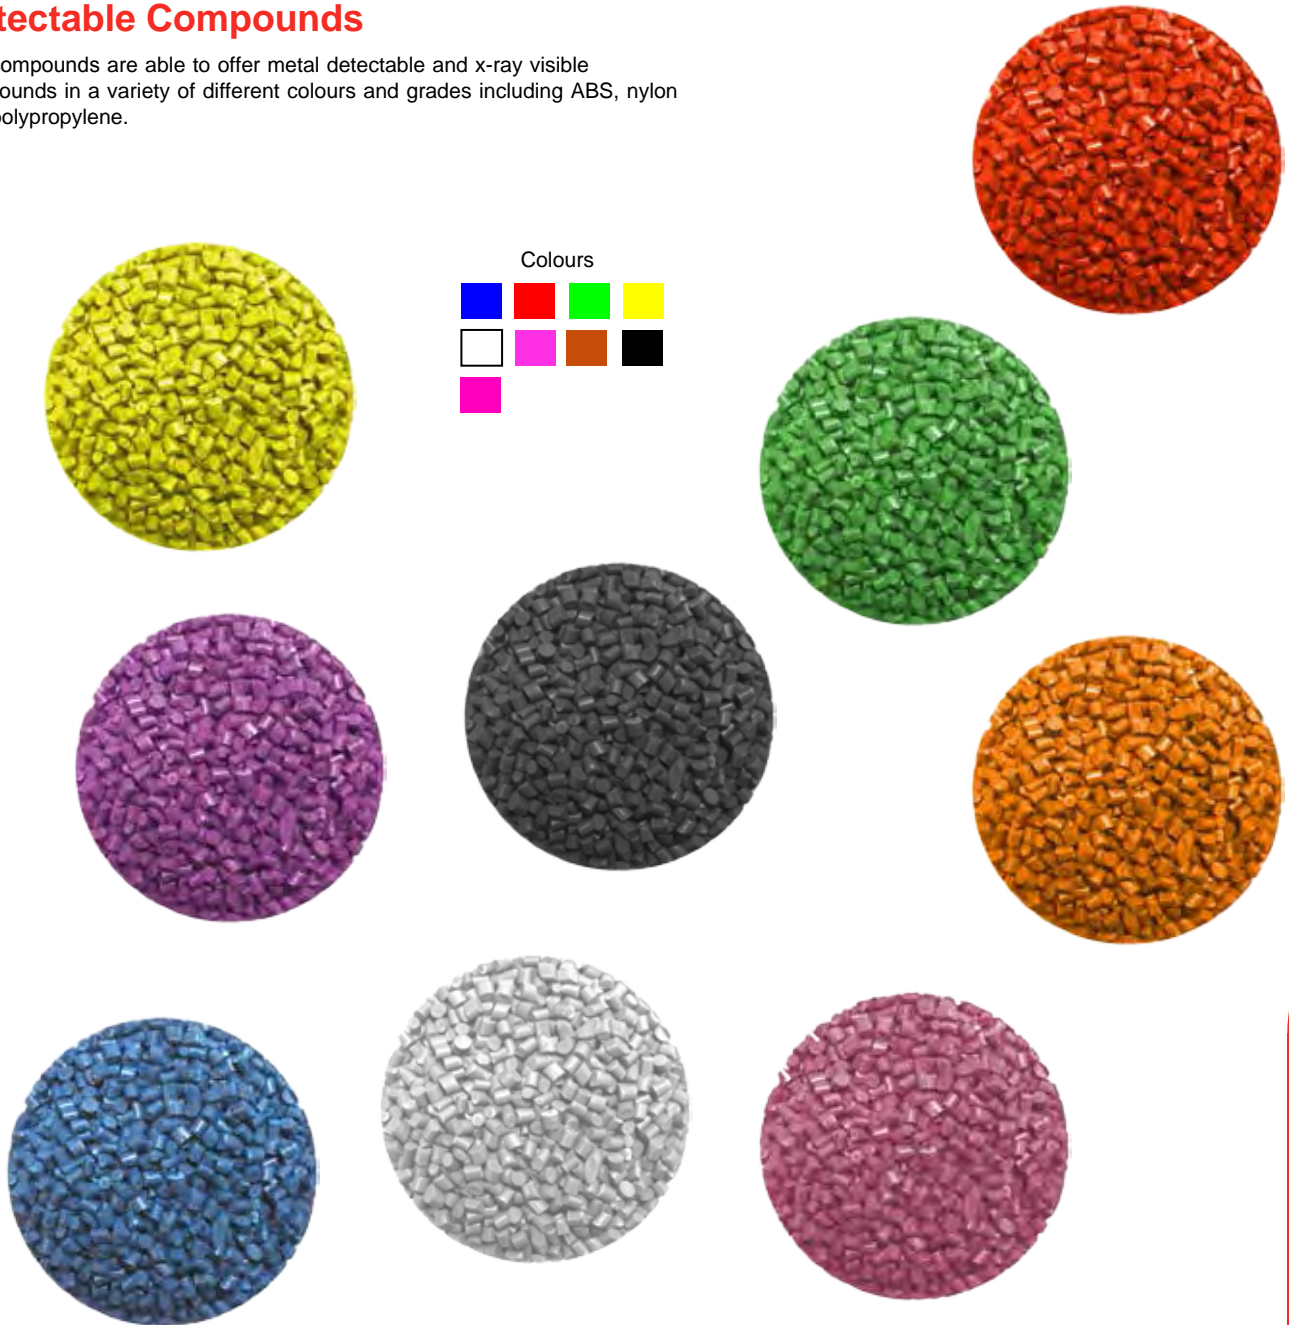 tectable Compounds
ompounds are able to offer metal detectable and x-ray visible
ounds in a variety of different colours and grades including ABS, nylon
polypropylene.
Colours